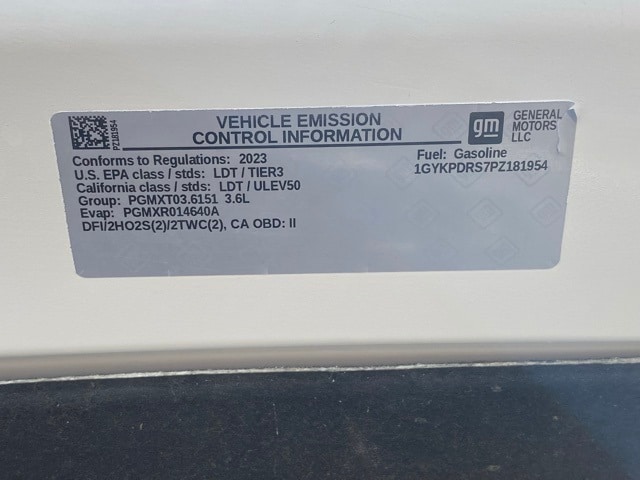 PZ181954
VEHICLE EMISSION
CONTROL INFORMATION
gm
GENERAL
MOTORS
LLC
Conforms to Regulations: 2023
U.S. EPA class / stds: LDT / TIER3
California class / stds: LDT / ULEV50
Group: PGMXT03.6151 3.6L
Evap: PGMXR014640A
DFI/2HO2S(2)/2TWC(2), CA OBD: II
Fuel: Gasoline
1GYKPDRS7PZ181954